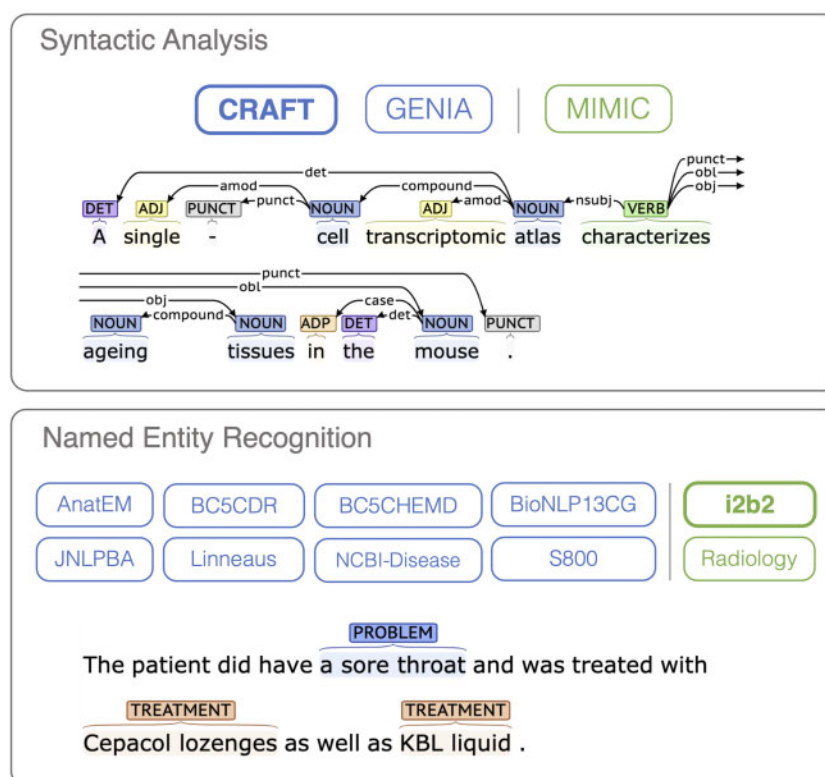 Syntactic Analysis
CRAFT GENIA MIMIC
punct
det obl
amod compound obj
punct amod nsubj
DET ADJ PUNCT NOUN ADJ NOUN VERB
A single - cell transcriptomic atlas characterizes
punct
obl
obj case
compound det
NOUN NOUN ADP DET NOUN PUNCT
ageing tissues in the mouse .
Named Entity Recognition
AnatEM BC5CDR BC5CHEMD BioNLP13CG i2b2
JNLPBA Linneaus NCBI-Disease S800 Radiology
PROBLEM
The patient did have a sore throat and was treated with
TREATMENT TREATMENT
Cepacol lozenges as well as KBL liquid .